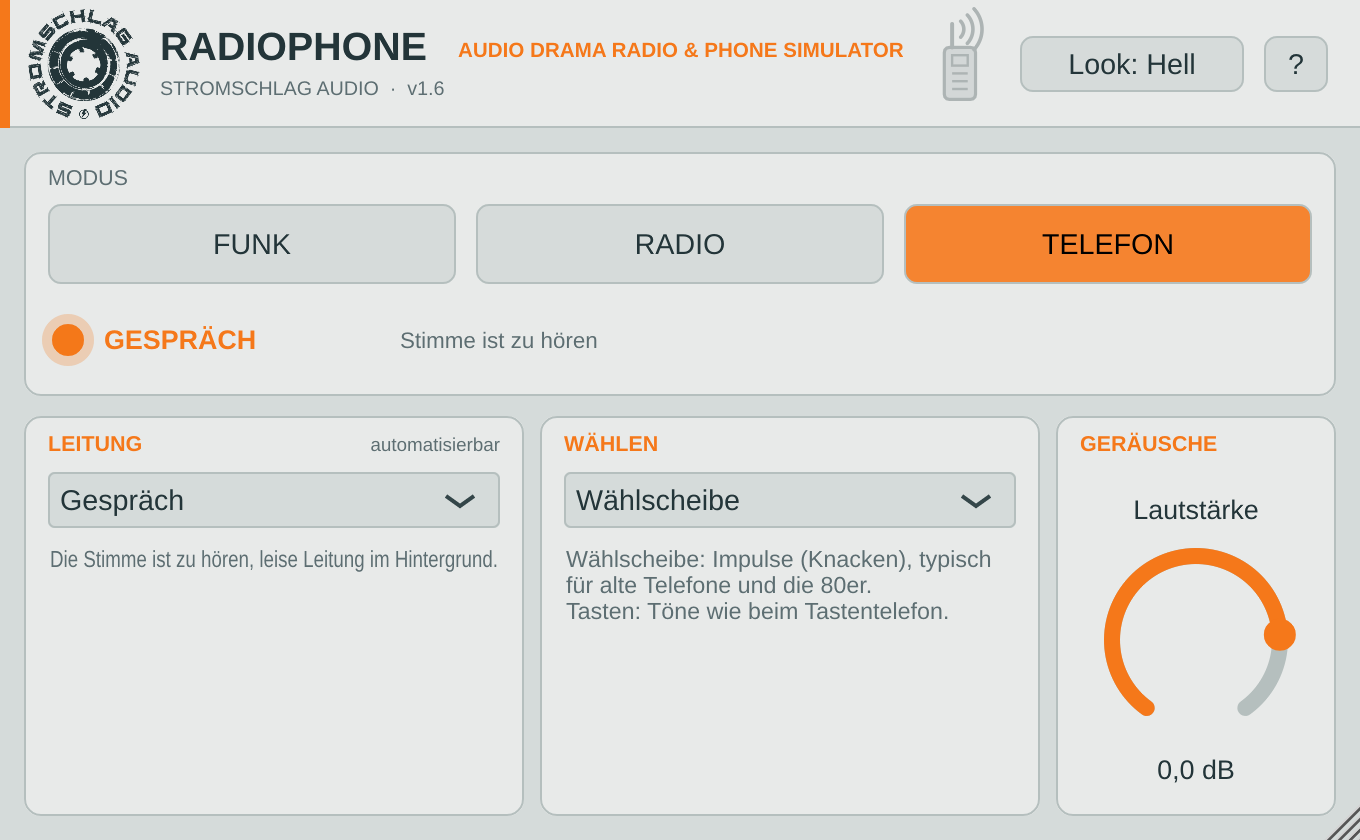 STROMSCHLAG AUDIO
RADIOPHONE
AUDIO DRAMA RADIO & PHONE SIMULATOR
STROMSCHLAG AUDIO · v1.6
Look: Hell
?
MODUS
FUNK
RADIO
TELEFON
GESPRÄCH
Stimme ist zu hören
LEITUNG
automatisierbar
Gespräch
Die Stimme ist zu hören, leise Leitung im Hintergrund.
WÄHLEN
Wählscheibe
Wählscheibe: Impulse (Knacken), typisch
für alte Telefone und die 80er.
Tasten: Töne wie beim Tastentelefon.
GERÄUSCHE
Lautstärke
0,0 dB